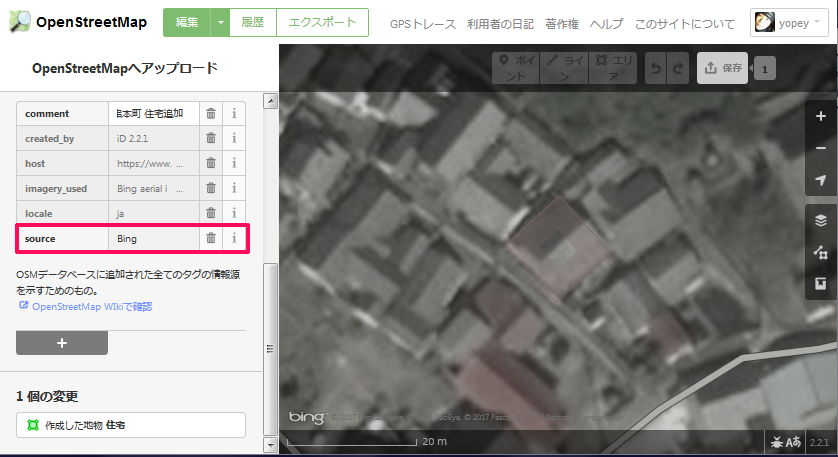 OpenStreetMap
編集
履歴
エクスポート
GPSトレース 利用者の日記 著作権 ヘルプ このサイトについて
yopey
OpenStreetMapへアップロード
ポイント
ライン
エリア
保存
1
comment 本町 住宅追加
created_by iD 2.2.1
host https://www. ...
imagery_used Bing aerial i ...
locale ja
source Bing
OSMデータベースに追加された全てのタグの情報源
を示すためのもの。
OpenStreetMap Wikiで確認
+
1 個の変更
作成した地物 住宅
bing
20 m
Aあ
2.2.1